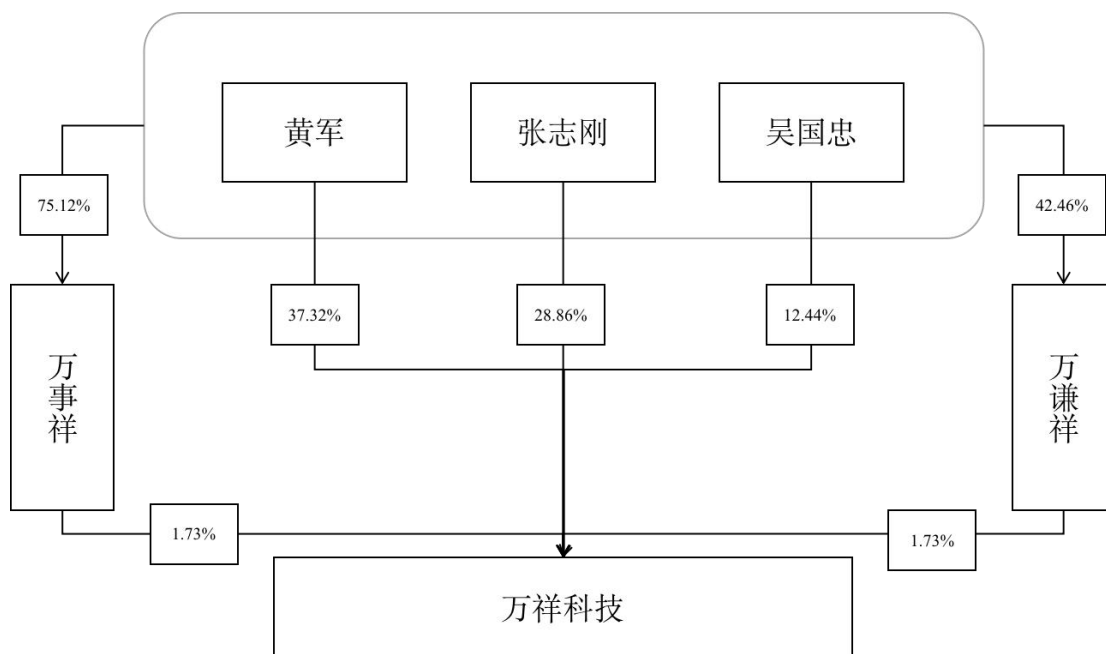 黄军
张志刚
吴国忠
75.12%
42.46%
37.32%
28.86%
12.44%
万事祥
万谦祥
1.73%
1.73%
万祥科技